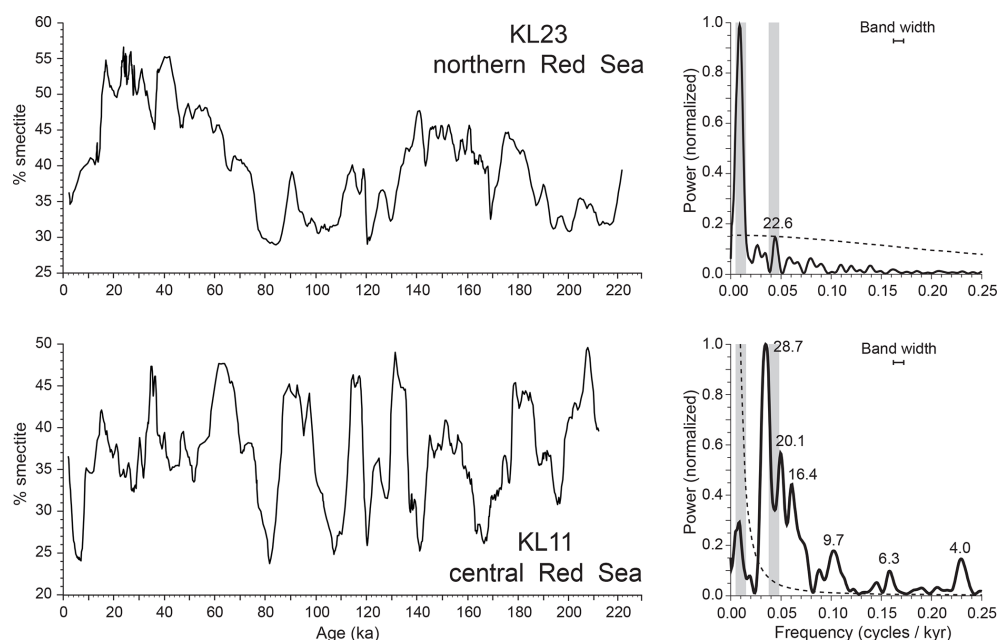 KL23
northern Red Sea
% smectite
60
55
50
45
40
35
30
25
0 20 40 60 80 100 120 140 160 180 200 220
Band width
Power (normalized)
1.0
0.8
0.6
0.4
0.2
0.0
22.6
0.00 0.05 0.10 0.15 0.20 0.25
KL11
central Red Sea
% smectite
50
45
40
35
30
25
20
0 20 40 60 80 100 120 140 160 180 200 220
Age (ka)
Band width
Power (normalized)
1.0
0.8
0.6
0.4
0.2
0.0
28.7
20.1
16.4
9.7
6.3
4.0
0.00 0.05 0.10 0.15 0.20 0.25
Frequency (cycles / kyr)